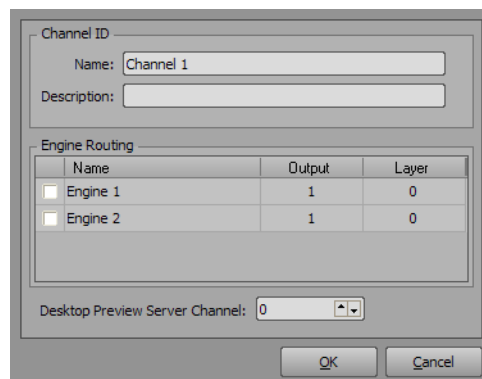 Channel ID
Name: Channel 1
Description:
Engine Routing
Name Output Layer
Engine 1 1 0
Engine 2 1 0
Desktop Preview Server Channel: 0
OK Cancel